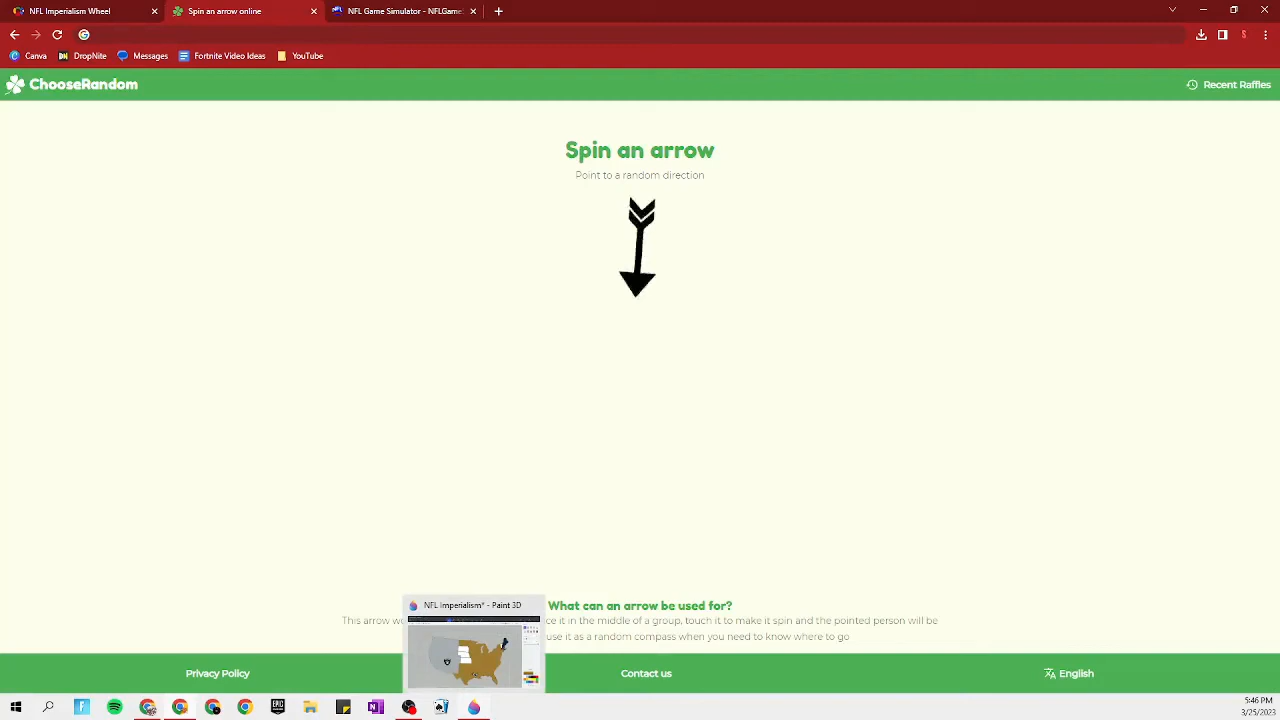 NFL Imperialism Wheel
Spin an arrow online
NFL Game Simulator - NFLGame
Canva
DropNite
Messages
Fortnite Video Ideas
YouTube
S
ChooseRandom
Recent Raffles
Spin an arrow
Point to a random direction
NFL Imperialism* - Paint 3D
What can an arrow be used for?
This arrow wo
ce it in the middle of a group, touch it to make it spin and the pointed person will be
use it as a random compass when you need to know where to go
Privacy Policy
Contact us
English
EPIC
5:46 PM
3/25/2023